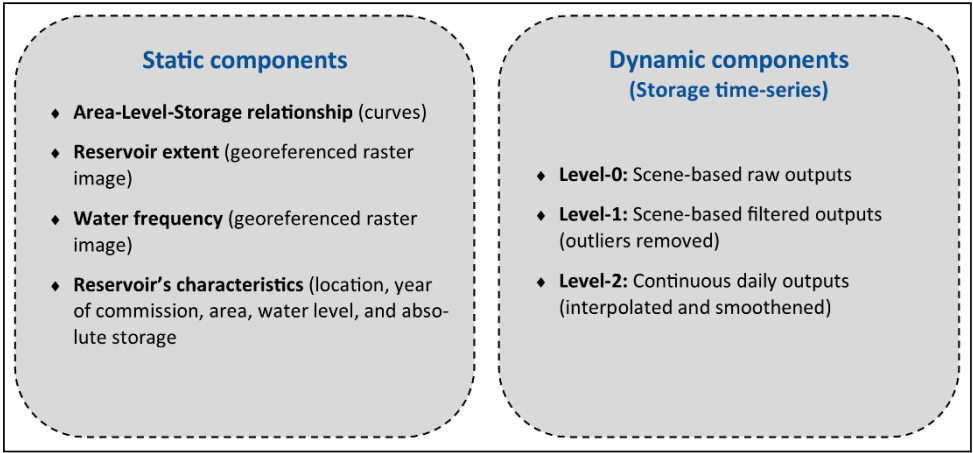 Static components
♦ Area-Level-Storage relationship (curves)
♦ Reservoir extent (georeferenced raster
image)
♦ Water frequency (georeferenced raster
image)
♦ Reservoir’s characteristics (location, year
of commission, area, water level, and abso-
lute storage
Dynamic components
(Storage time-series)
♦ Level-0: Scene-based raw outputs
♦ Level-1: Scene-based filtered outputs
(outliers removed)
♦ Level-2: Continuous daily outputs
(interpolated and smoothened)